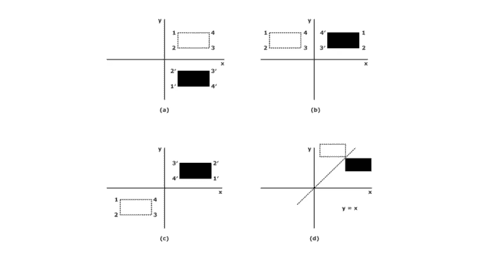 y
1 4
2 3
x
2' 3'
1' 4'
(a)
y
1 4 4' 1
2 3 3' 2
x
(b)
y
3' 2'
4' 1'
x
1 4
2 3
(c)
y
x
y = x
(d)